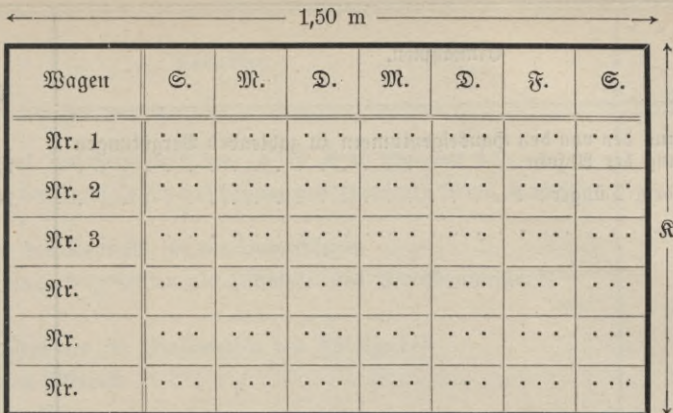 1,50 m
Wagen S. M. D. M. D. F. S.
Nr. 1 . . . . . . . . . . . . . . . . . . . . .
Nr. 2 . . . . . . . . . . . . . . . . . . . . .
Nr. 3 . . . . . . . . . . . . . . . . . . . . .
K
Nr. . . . . . . . . . . . . . . . . . . . . .
Nr. . . . . . . . . . . . . . . . . . . . . .
Nr. . . . . . . . . . . . . . . . . . . . . .